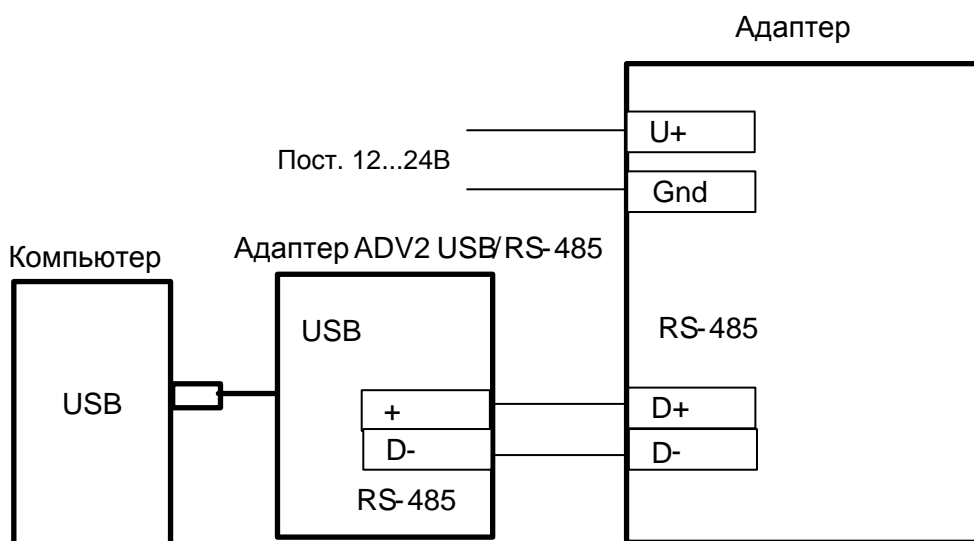 Адаптер
U+
Пост. 12...24В
Gnd
Адаптер ADV2 USB/RS-485
Компьютер
USB
RS-485
USB
+
D+
D-
D-
RS-485